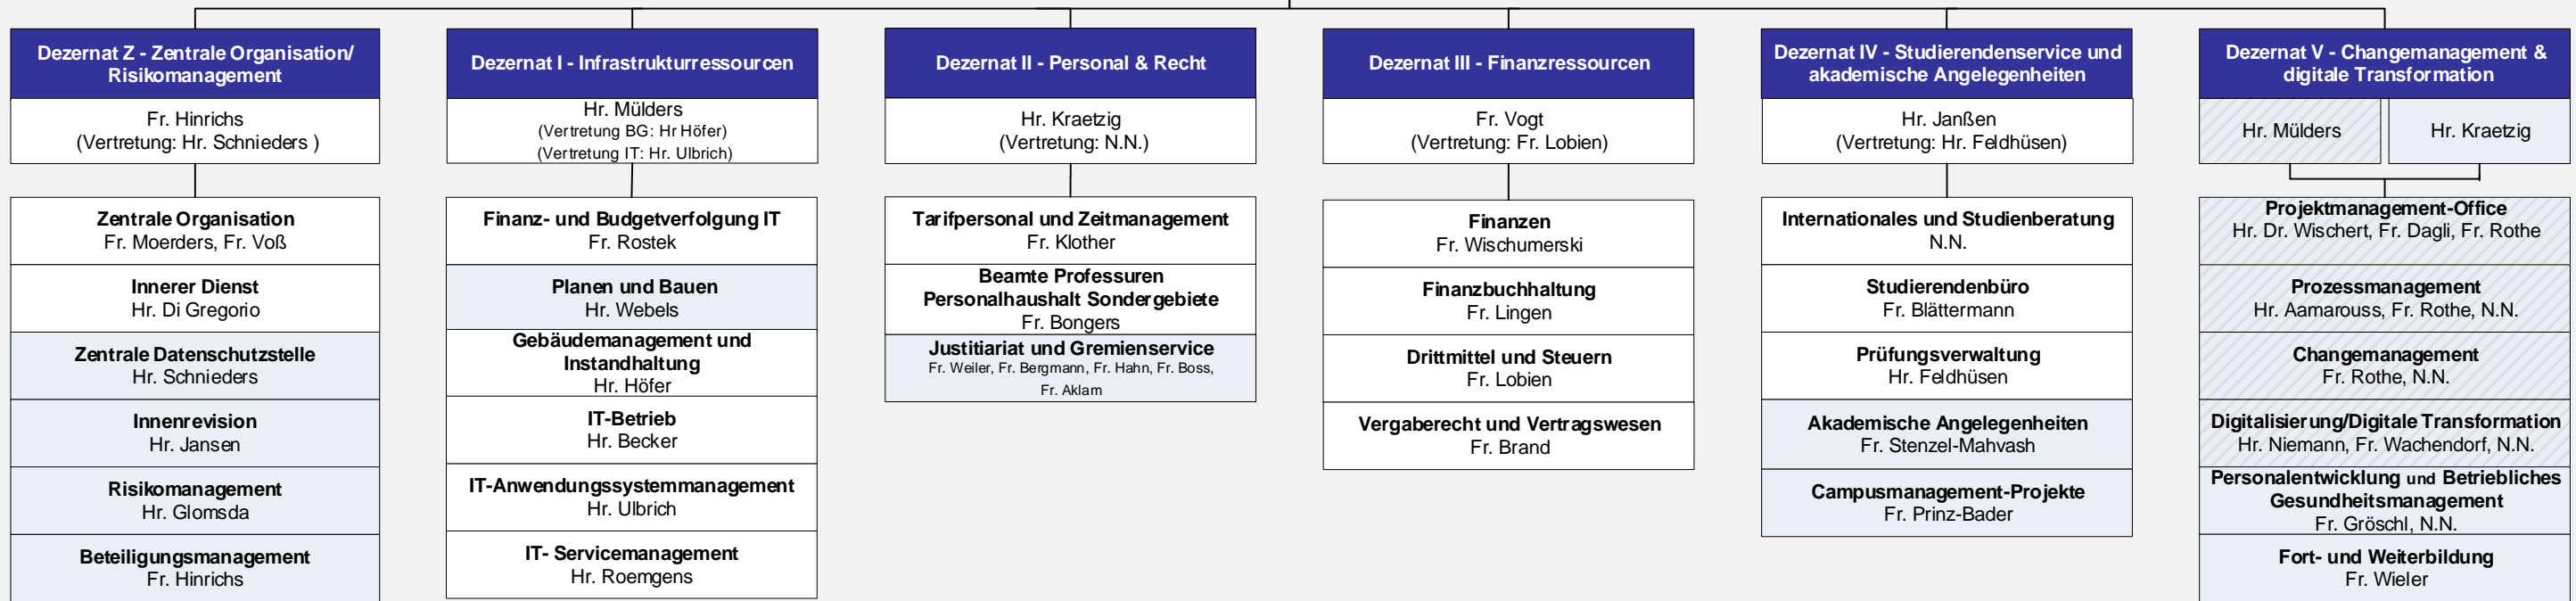 Dezernat Z - Zentrale Organisation/
Risikomanagement
Fr. Hinrichs
(Vertretung: Hr. Schnieders )
Zentrale Organisation
Fr. Moerders, Fr. Voß
Innerer Dienst
Hr. Di Gregorio
Zentrale Datenschutzstelle
Hr. Schnieders
Innenrevision
Hr. Jansen
Risikomanagement
Hr. Glomsda
Beteiligungsmanagement
Fr. Hinrichs
Dezernat I - Infrastrukturressourcen
Hr. Mülders
(Vertretung BG: Hr Höfer)
(Vertretung IT: Hr. Ulbrich)
Finanz- und Budgetverfolgung IT
Fr. Rostek
Planen und Bauen
Hr. Webels
Gebäudemanagement und
Instandhaltung
Hr. Höfer
IT-Betrieb
Hr. Becker
IT-Anwendungssystemmanagement
Hr. Ulbrich
IT- Servicemanagement
Hr. Roemgens
Dezernat II - Personal & Recht
Hr. Kraetzig
(Vertretung: N.N.)
Tarifpersonal und Zeitmanagement
Fr. Klother
Beamte Professuren
Personalhaushalt Sondergebiete
Fr. Bongers
Justitiariat und Gremienservice
Fr. Weiler, Fr. Bergmann, Fr. Hahn, Fr. Boss,
Fr. Aklam
Dezernat III - Finanzressourcen
Fr. Vogt
(Vertretung: Fr. Lobien)
Finanzen
Fr. Wischumerski
Finanzbuchhaltung
Fr. Lingen
Drittmittel und Steuern
Fr. Lobien
Vergaberecht und Vertragswesen
Fr. Brand
Dezernat IV - Studierendenservice und
akademische Angelegenheiten
Hr. Janßen
(Vertretung: Hr. Feldhüsen)
Internationales und Studienberatung
N.N.
Studierendenbüro
Fr. Blättermann
Prüfungsverwaltung
Hr. Feldhüsen
Akademische Angelegenheiten
Fr. Stenzel-Mahvash
Campusmanagement-Projekte
Fr. Prinz-Bader
Dezernat V - Changemanagement &
digitale Transformation
Hr. Mülders
Hr. Kraetzig
Projektmanagement-Office
Hr. Dr. Wischert, Fr. Dagli, Fr. Rothe
Prozessmanagement
Hr. Aamarouss, Fr. Rothe, N.N.
Changemanagement
Fr. Rothe, N.N.
Digitalisierung/Digitale Transformation
Hr. Niemann, Fr. Wachendorf, N.N.
Personalentwicklung und Betriebliches
Gesundheitsmanagement
Fr. Gröschl, N.N.
Fort- und Weiterbildung
Fr. Wieler